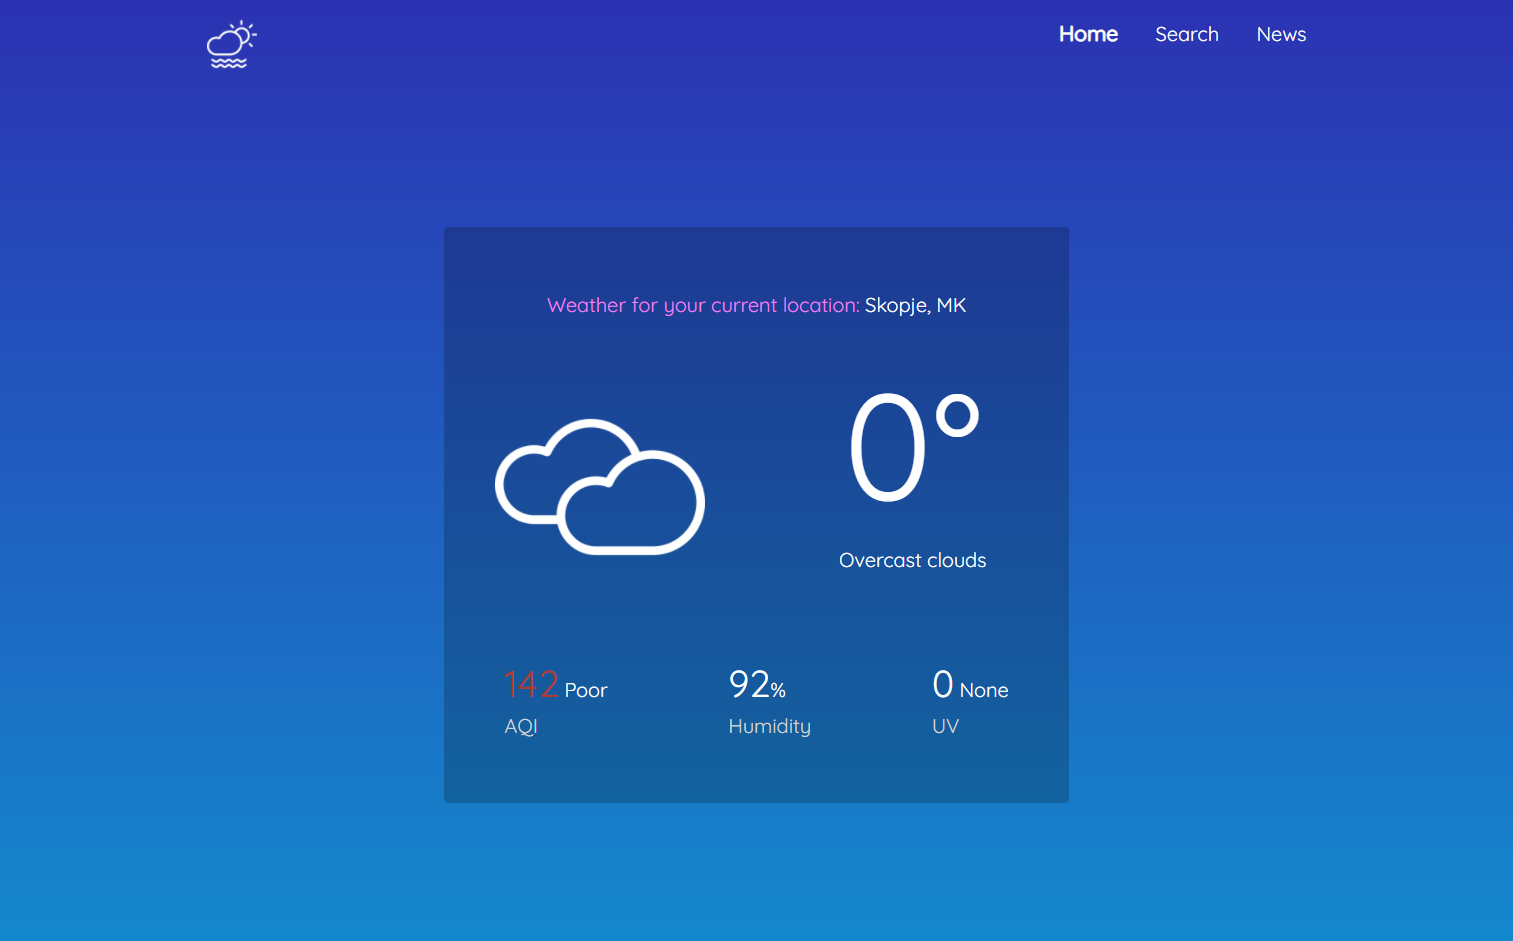 Home Search News
Weather for your current location: Skopje, MK
0°
Overcast clouds
142 Poor 92% 0 None
AQI Humidity UV